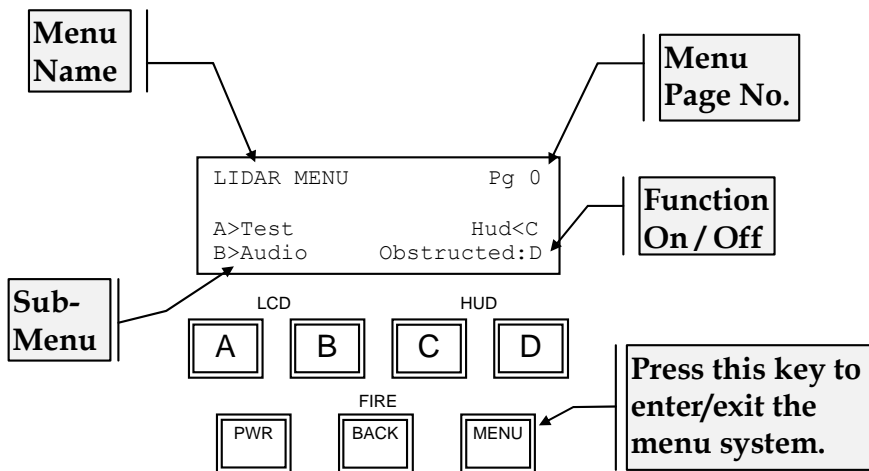 Menu
Name
Menu
Page No.
LIDAR MENU Pg 0
A>Test Hud<C
B>Audio Obstructed:D
Function
On / Off
Sub-
Menu
LCD HUD
A B C D
FIRE
PWR BACK MENU
Press this key to
enter/exit the
menu system.